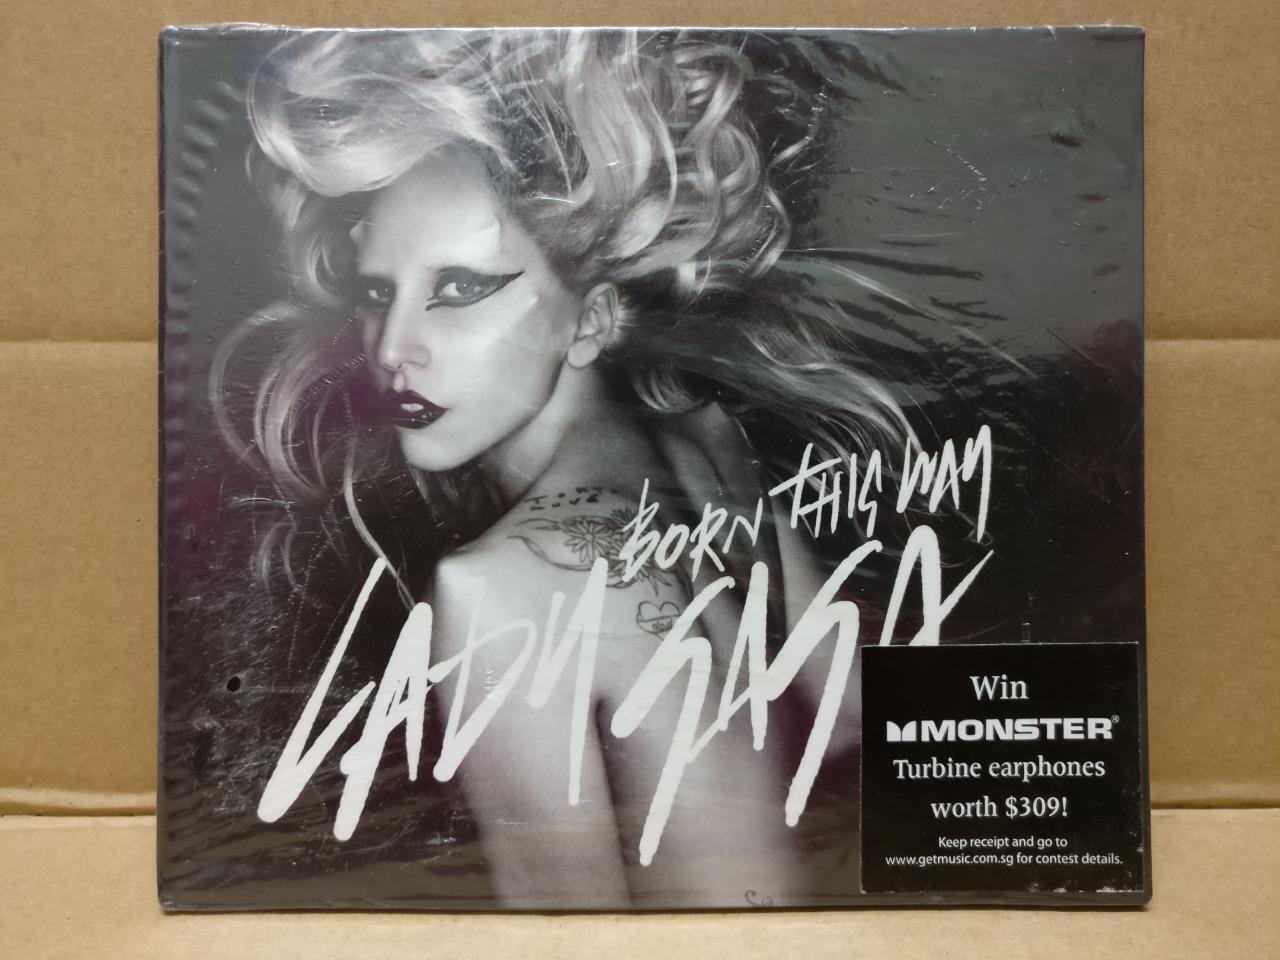 BORN THIS WAY
LADY GAGA
Win
MONSTER®
Turbine earphones
worth $309!
Keep receipt and go to
www.getmusic.com.sg for contest details.
Dad